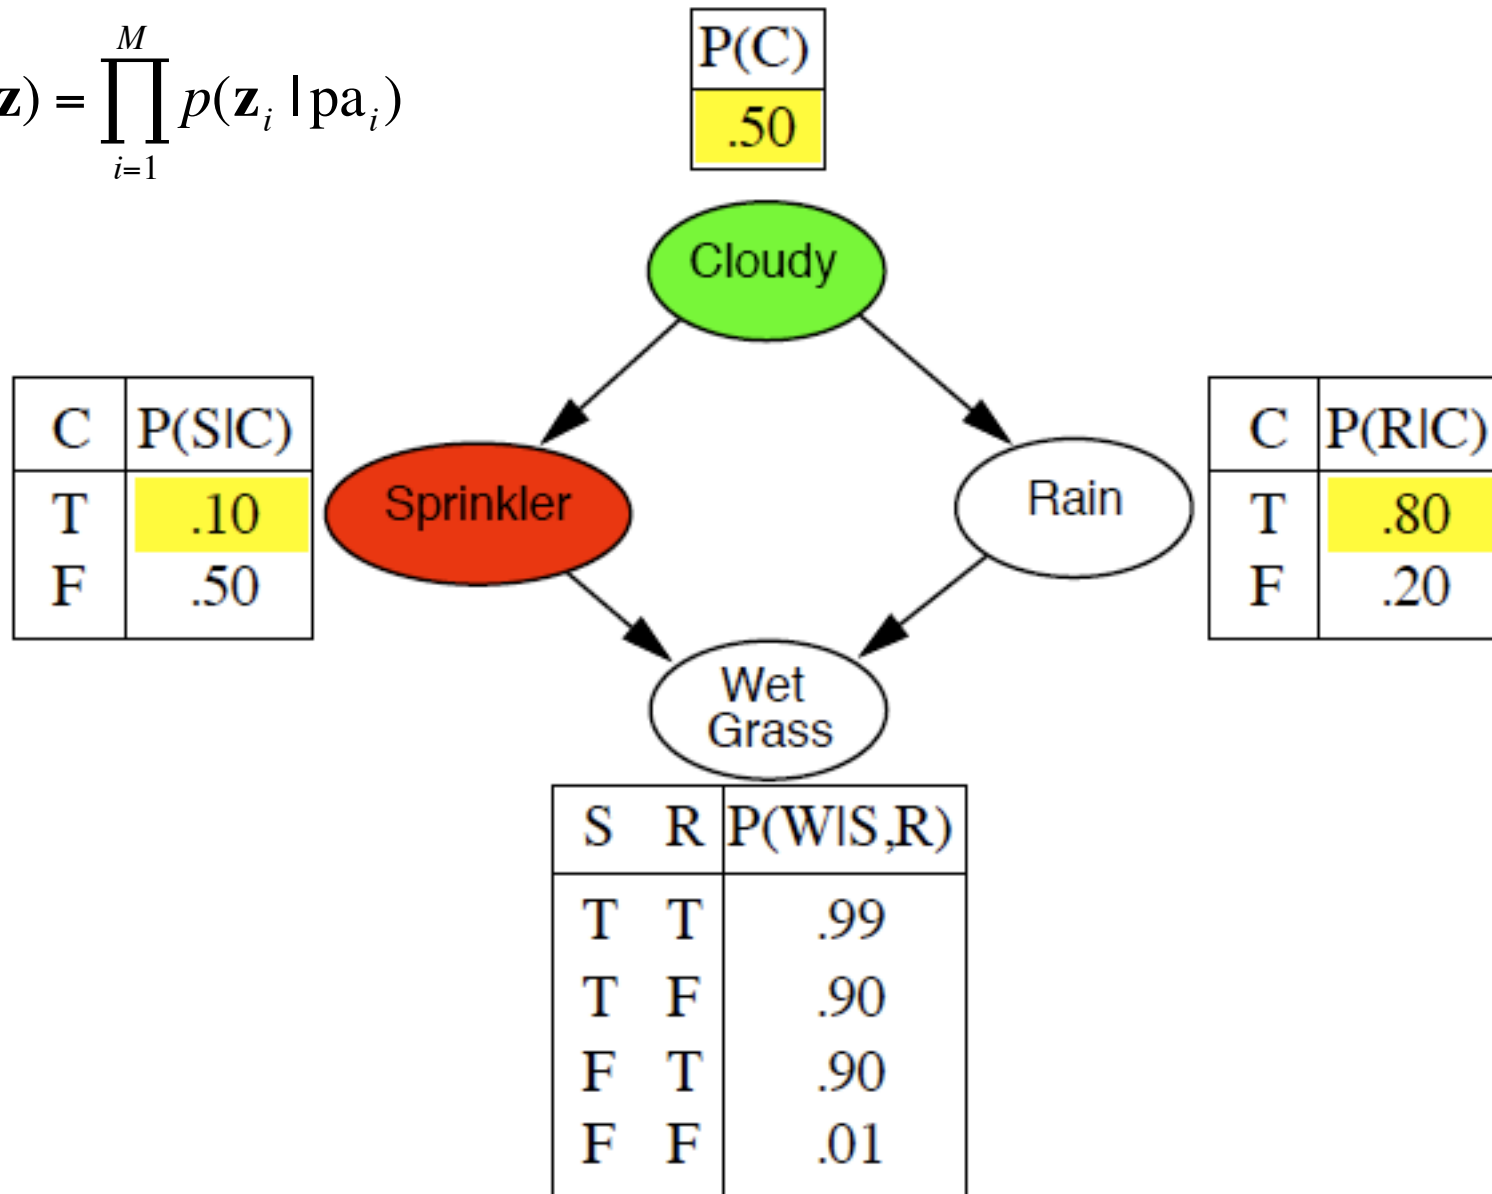 z) = ∏ p(z_i | pa_i)
M
i=1
P(C)
.50
Cloudy
C P(S|C)
T .10
F .50
Sprinkler
Rain
C P(R|C)
T .80
F .20
Wet
Grass
S R P(W|S,R)
T T .99
T F .90
F T .90
F F .01